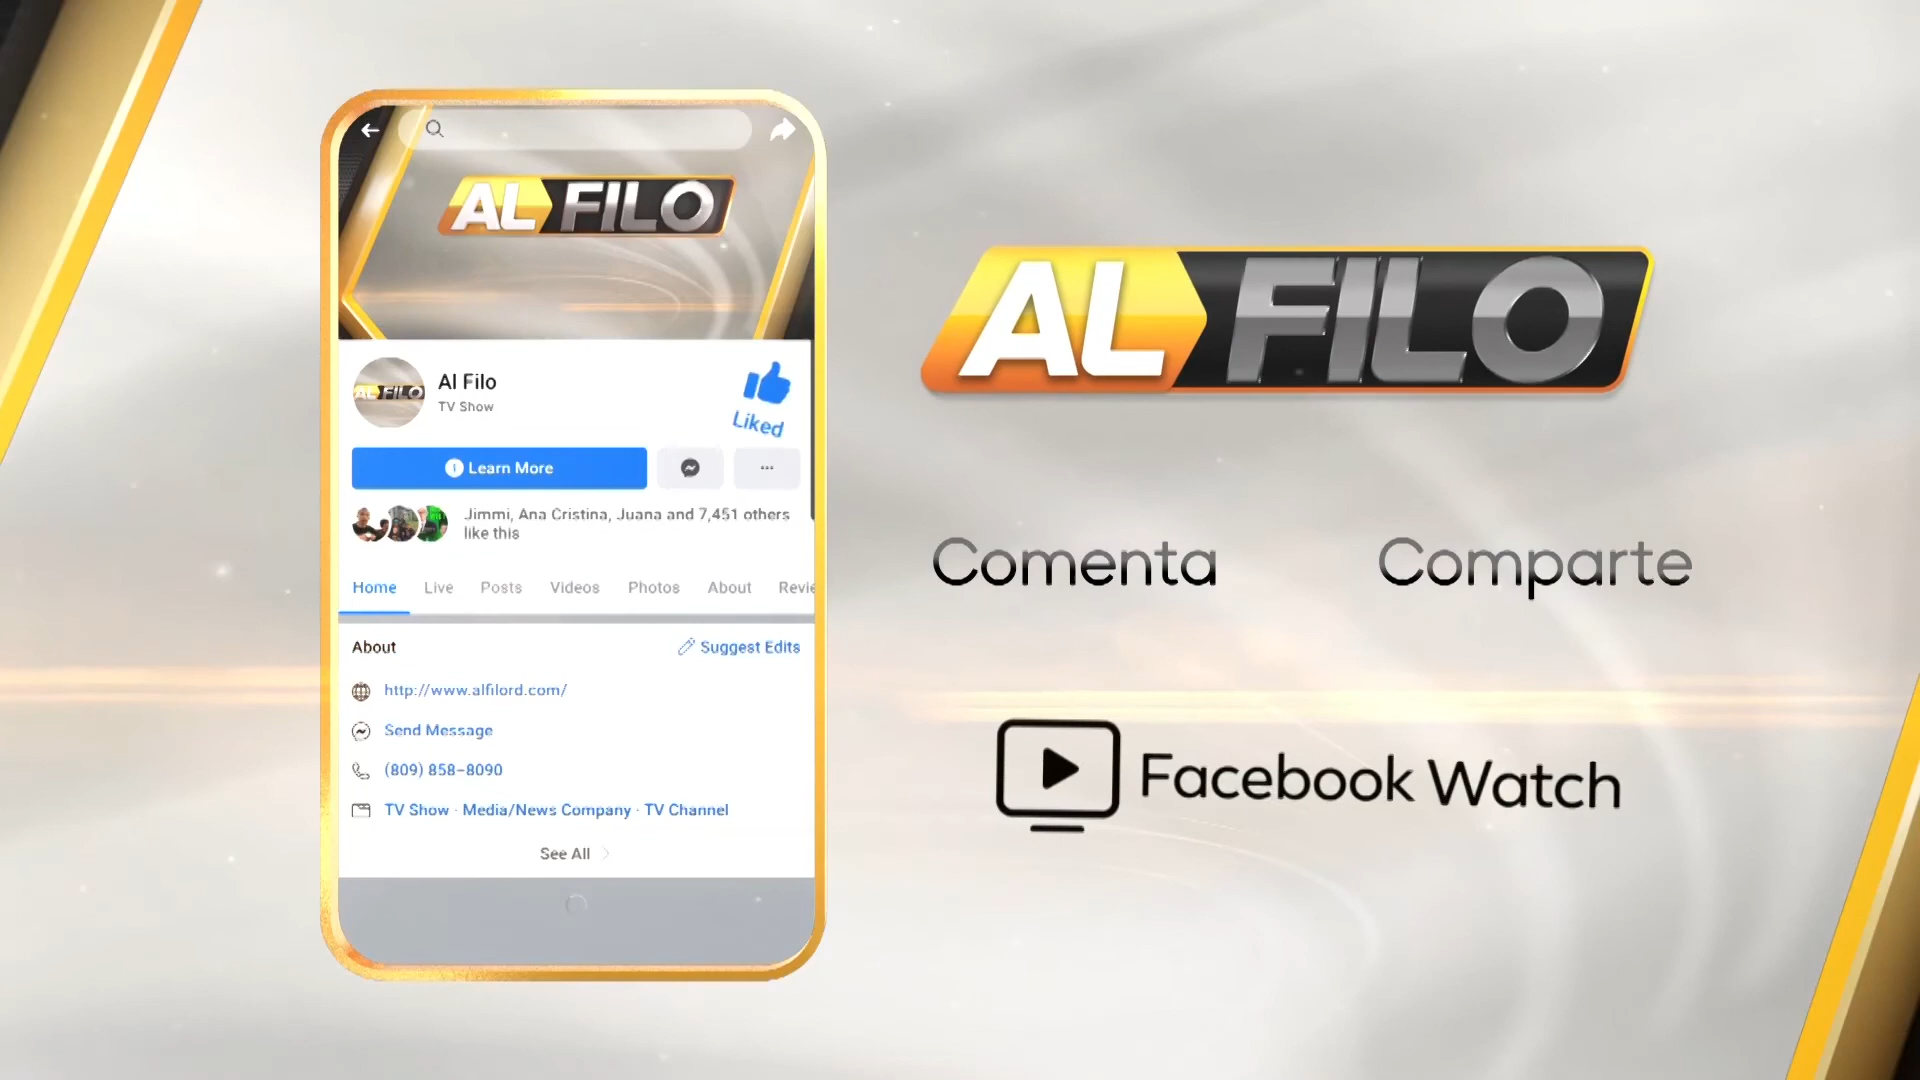 AL FILO
Al Filo
TV Show
Liked
Learn More
Jimmi, Ana Cristina, Juana and 7,451 others
like this
Home Live Posts Videos Photos About Revie
About
Suggest Edits
http://www.alfilord.com/
Send Message
(809) 858-8090
TV Show · Media/News Company · TV Channel
See All
AL FILO
Comenta Comparte
Facebook Watch